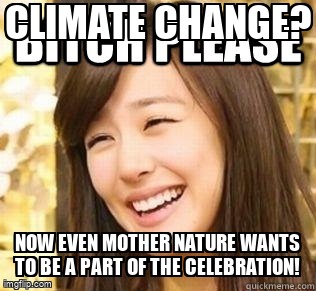 CLIMATE CHANGE?
BITCH PLEASE
NOW EVEN MOTHER NATURE WANTS
TO BE A PART OF THE CELEBRATION!
imgflip.com
quickmeme.com